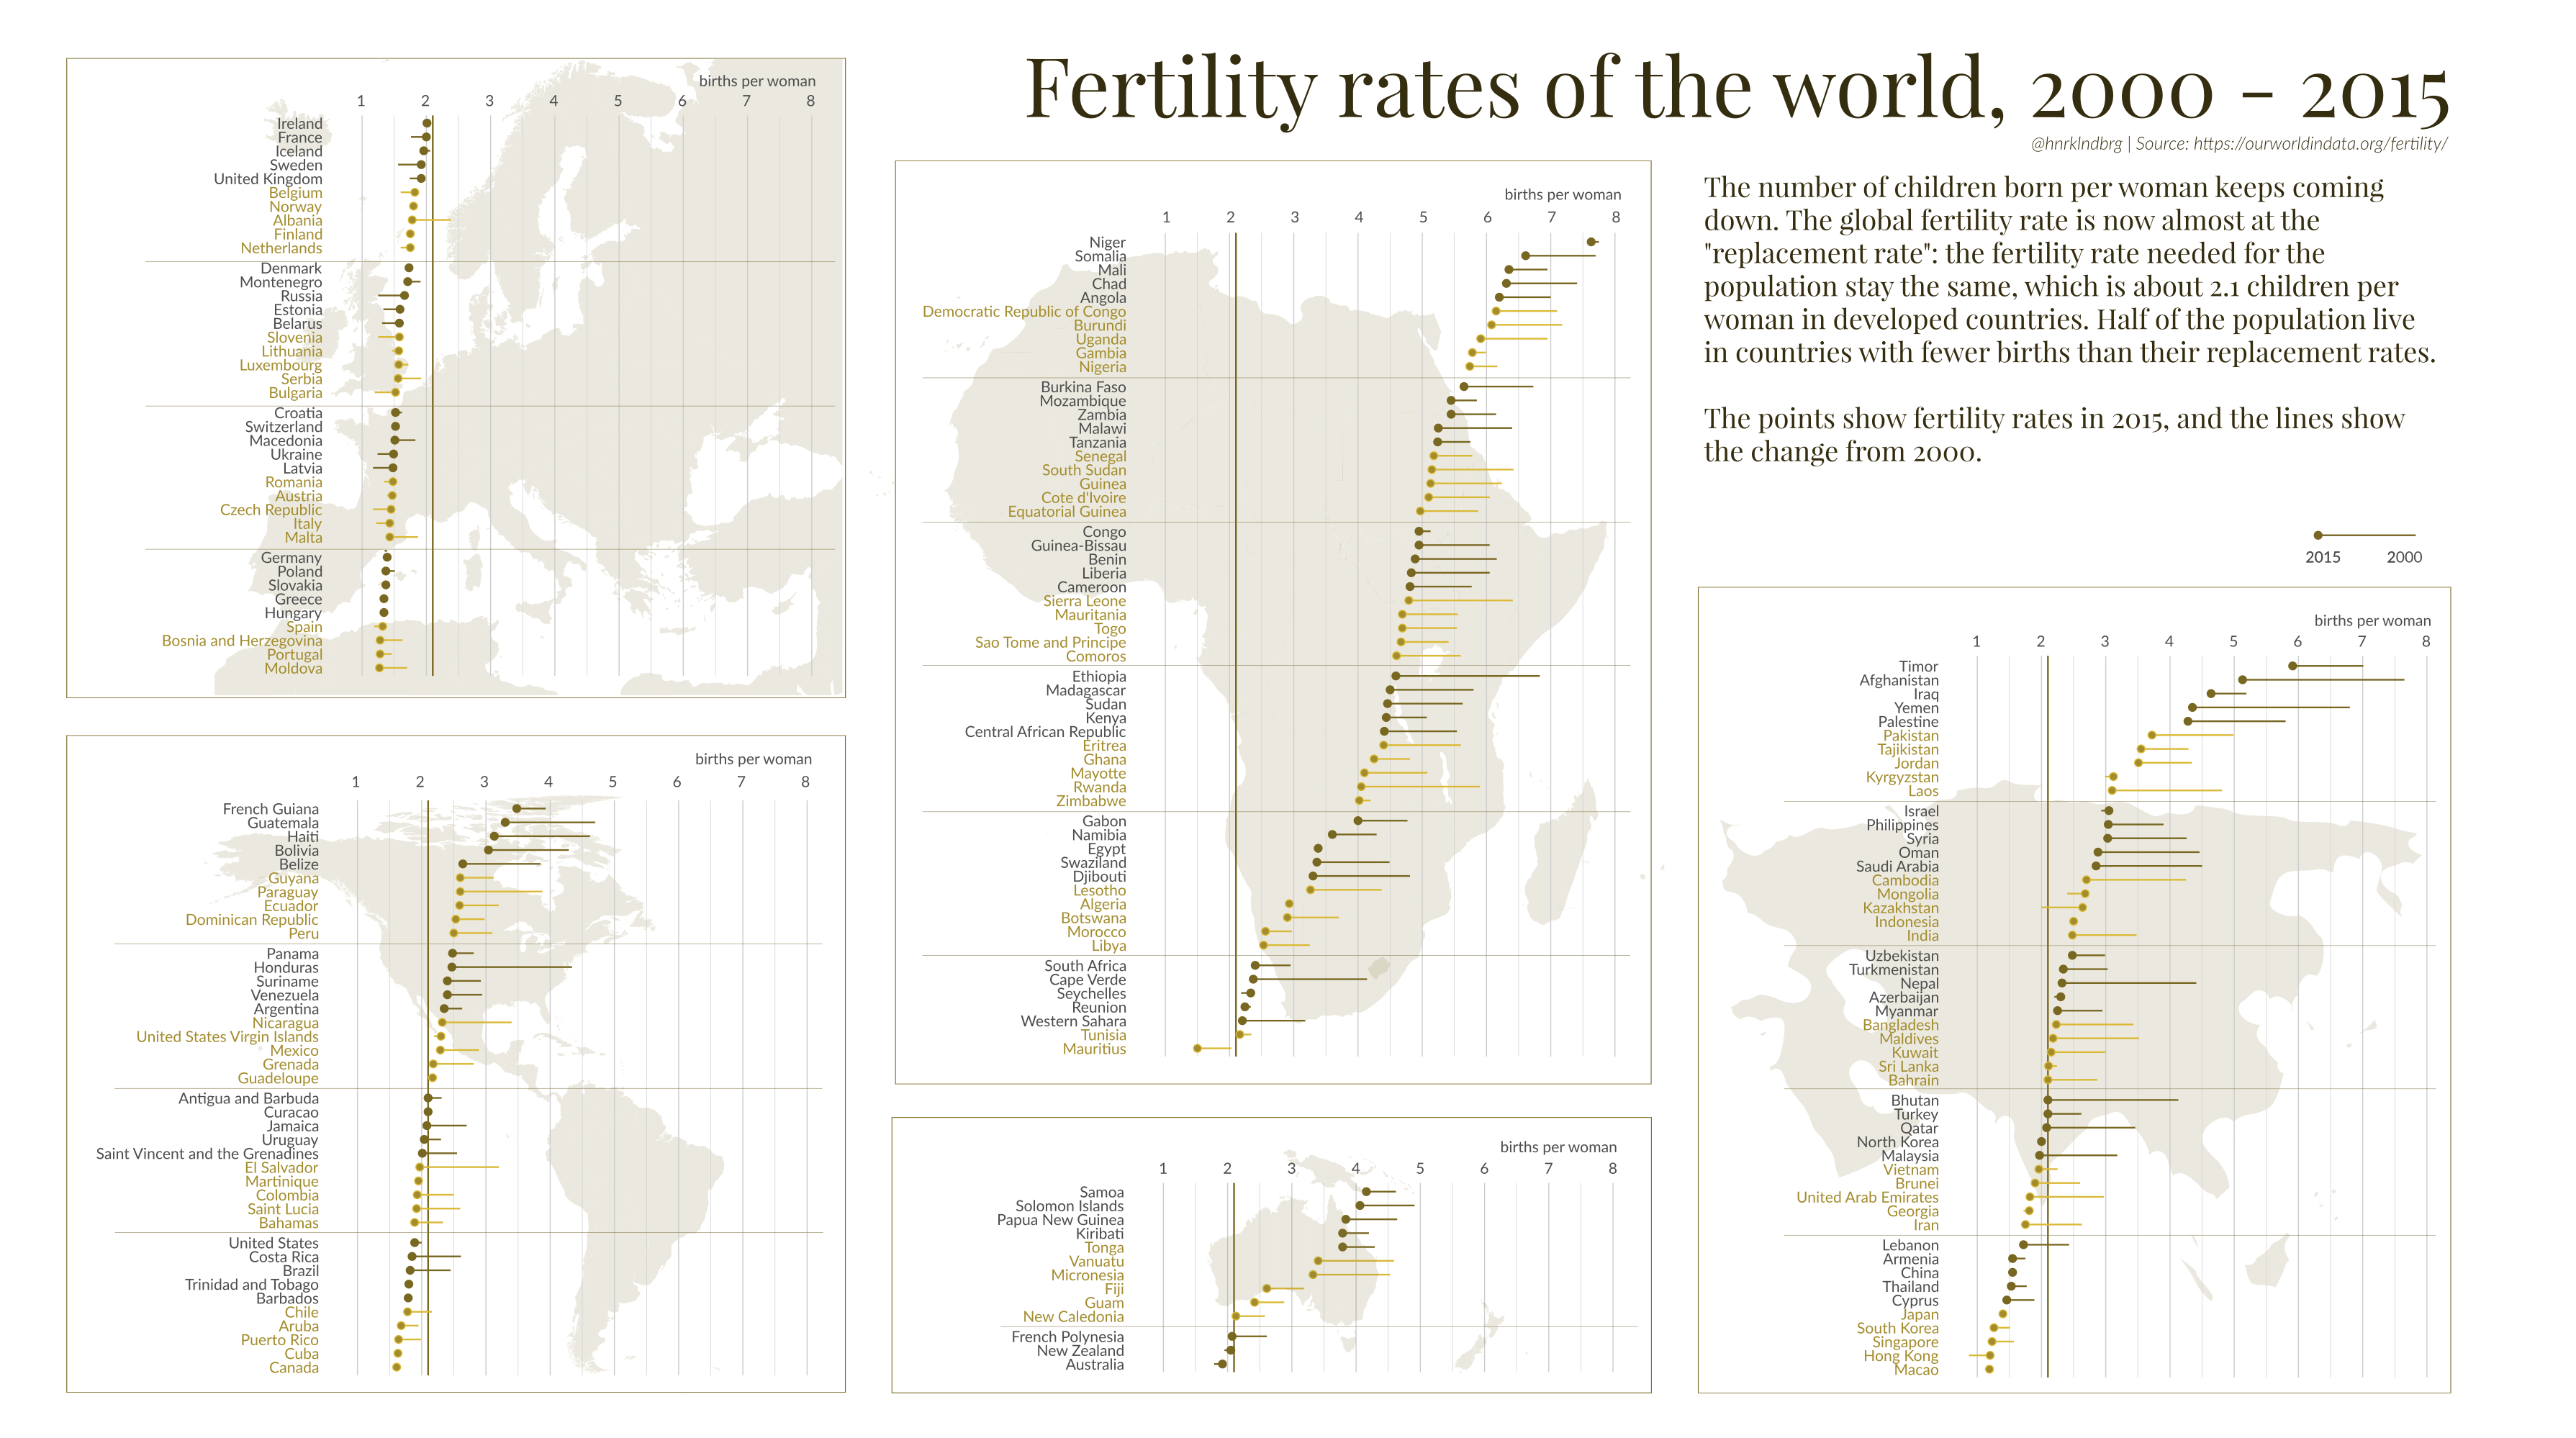 Fertility rates of the world, 2000 - 2015
@hnrklndbrg | Source: https://ourworldindata.org/fertility/
The number of children born per woman keeps coming
down. The global fertility rate is now almost at the
"replacement rate": the fertility rate needed for the
population stay the same, which is about 2.1 children per
woman in developed countries. Half of the population live
in countries with fewer births than their replacement rates.
The points show fertility rates in 2015, and the lines show
the change from 2000.
2015 2000
births per woman
1 2 3 4 5 6 7 8
Ireland
France
Iceland
Sweden
United Kingdom
Belgium
Norway
Albania
Finland
Netherlands
Denmark
Montenegro
Russia
Estonia
Belarus
Slovenia
Lithuania
Luxembourg
Serbia
Bulgaria
Croatia
Switzerland
Macedonia
Ukraine
Latvia
Romania
Austria
Czech Republic
Italy
Malta
Germany
Poland
Slovakia
Greece
Hungary
Spain
Bosnia and Herzegovina
Portugal
Moldova
births per woman
1 2 3 4 5 6 7 8
French Guiana
Guatemala
Haiti
Bolivia
Belize
Guyana
Paraguay
Ecuador
Dominican Republic
Peru
Panama
Honduras
Suriname
Venezuela
Argentina
Nicaragua
United States Virgin Islands
Mexico
Grenada
Guadeloupe
Antigua and Barbuda
Curacao
Jamaica
Uruguay
Saint Vincent and the Grenadines
El Salvador
Martinique
Colombia
Saint Lucia
Bahamas
United States
Costa Rica
Brazil
Trinidad and Tobago
Barbados
Chile
Aruba
Puerto Rico
Cuba
Canada
births per woman
1 2 3 4 5 6 7 8
Niger
Somalia
Mali
Chad
Angola
Democratic Republic of Congo
Burundi
Uganda
Gambia
Nigeria
Burkina Faso
Mozambique
Zambia
Malawi
Tanzania
Senegal
South Sudan
Guinea
Cote d'Ivoire
Equatorial Guinea
Congo
Guinea-Bissau
Benin
Liberia
Cameroon
Sierra Leone
Mauritania
Togo
Sao Tome and Principe
Comoros
Ethiopia
Madagascar
Sudan
Kenya
Central African Republic
Eritrea
Ghana
Mayotte
Rwanda
Zimbabwe
Gabon
Namibia
Egypt
Swaziland
Djibouti
Lesotho
Algeria
Botswana
Morocco
Libya
South Africa
Cape Verde
Seychelles
Reunion
Western Sahara
Tunisia
Mauritius
births per woman
1 2 3 4 5 6 7 8
Samoa
Solomon Islands
Papua New Guinea
Kiribati
Tonga
Vanuatu
Micronesia
Fiji
Guam
New Caledonia
French Polynesia
New Zealand
Australia
births per woman
1 2 3 4 5 6 7 8
Timor
Afghanistan
Iraq
Yemen
Palestine
Pakistan
Tajikistan
Jordan
Kyrgyzstan
Laos
Israel
Philippines
Syria
Oman
Saudi Arabia
Cambodia
Mongolia
Kazakhstan
Indonesia
India
Uzbekistan
Turkmenistan
Nepal
Azerbaijan
Myanmar
Bangladesh
Maldives
Kuwait
Sri Lanka
Bahrain
Bhutan
Turkey
Qatar
North Korea
Malaysia
Vietnam
Brunei
United Arab Emirates
Georgia
Iran
Lebanon
Armenia
China
Thailand
Cyprus
Japan
South Korea
Singapore
Hong Kong
Macao